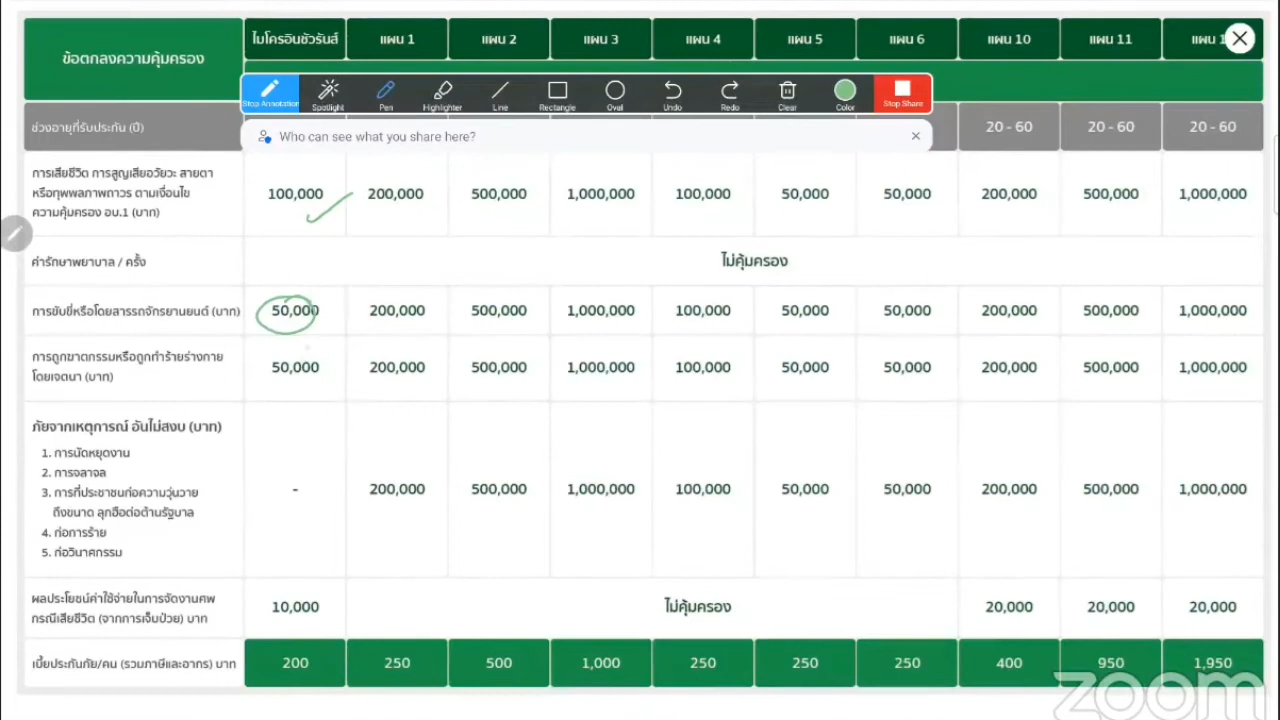 ข้อตกลงความคุ้มครอง
ไมโครอินชัวรันส์ แผน 1 แผน 2 แผน 3 แผน 4 แผน 5 แผน 6 แผน 10 แผน 11 แผน
Stop Annotation Spotlight Pen Highlighter Line Rectangle Oval Undo Redo Clear Color Stop Share
Who can see what you share here?
ช่วงอายุที่รับประกัน (ปี) 20 - 60 20 - 60 20 - 60
การเสียชีวิต การสูญเสียอวัยวะ สายตา
หรือทุพพลภาพถาวร ตามเงื่อนไข
ความคุ้มครอง อบ.1 (บาท)
100,000 200,000 500,000 1,000,000 100,000 50,000 50,000 200,000 500,000 1,000,000
ค่ารักษาพยาบาล / ครั้ง ไม่คุ้มครอง
การขับขี่หรือโดยสารรถจักรยานยนต์ (บาท) 50,000 200,000 500,000 1,000,000 100,000 50,000 50,000 200,000 500,000 1,000,000
การถูกฆาตกรรมหรือถูกทำร้ายร่างกาย
โดยเจตนา (บาท)
50,000 200,000 500,000 1,000,000 100,000 50,000 50,000 200,000 500,000 1,000,000
ภัยจากเหตุการณ์ อันไม่สงบ (บาท)
1. การนัดหยุดงาน
2. การจลาจล
3. การที่ประชาชนก่อความวุ่นวาย
ถึงขนาด ลุกฮือต่อต้านรัฐบาล
4. ก่อการร้าย
5. ก่อวินาศกรรม
- 200,000 500,000 1,000,000 100,000 50,000 50,000 200,000 500,000 1,000,000
ผลประโยชน์ค่าใช้จ่ายในการจัดงานศพ
กรณีเสียชีวิต (จากการเจ็บป่วย) บาท
10,000 ไม่คุ้มครอง 20,000 20,000 20,000
เบี้ยประกันภัย/คน (รวมภาษีและอากร) บาท 200 250 500 1,000 250 250 250 400 950 1,950
zoom